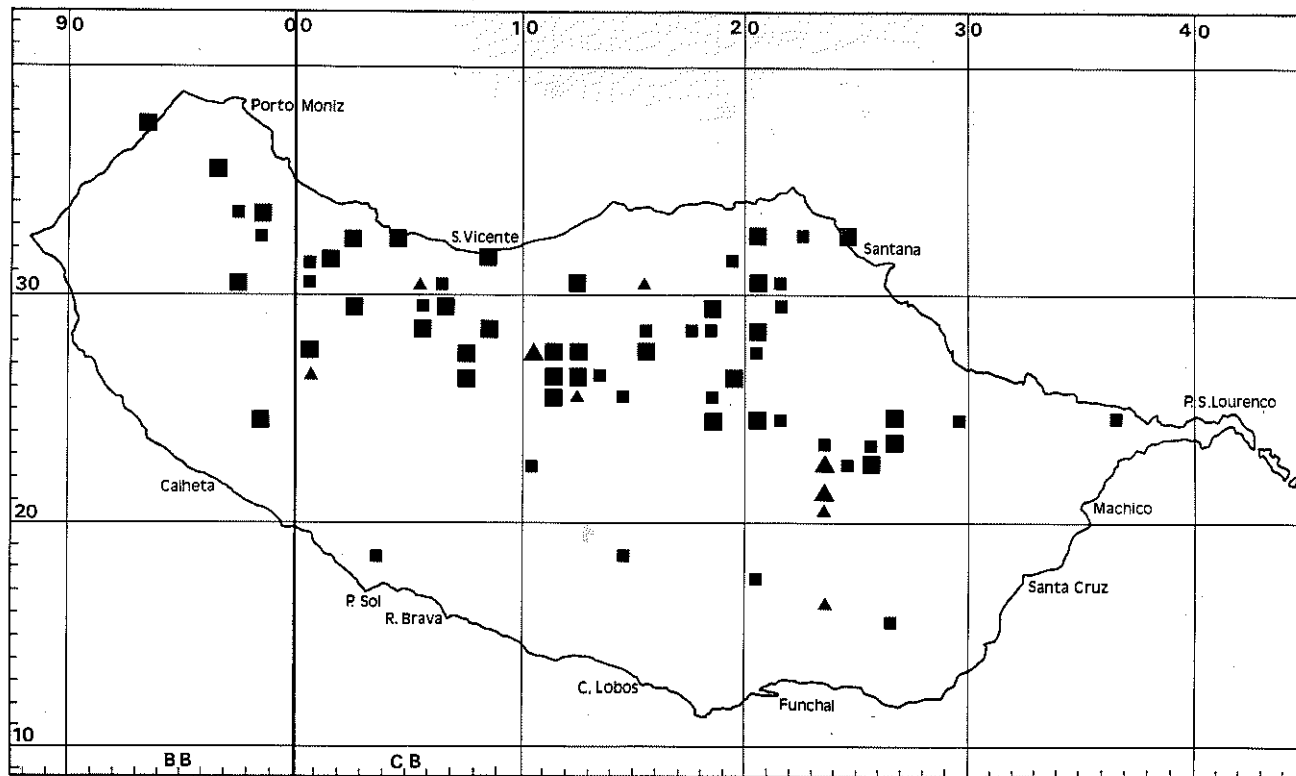 90 00 10 20 30 40
Porto Moniz
S. Vicente
Santana
30
P. S. Lourenco
Calheta
Machico
20
P. Sol
Santa Cruz
R. Brava
C. Lobos
Funchal
10
BB CB